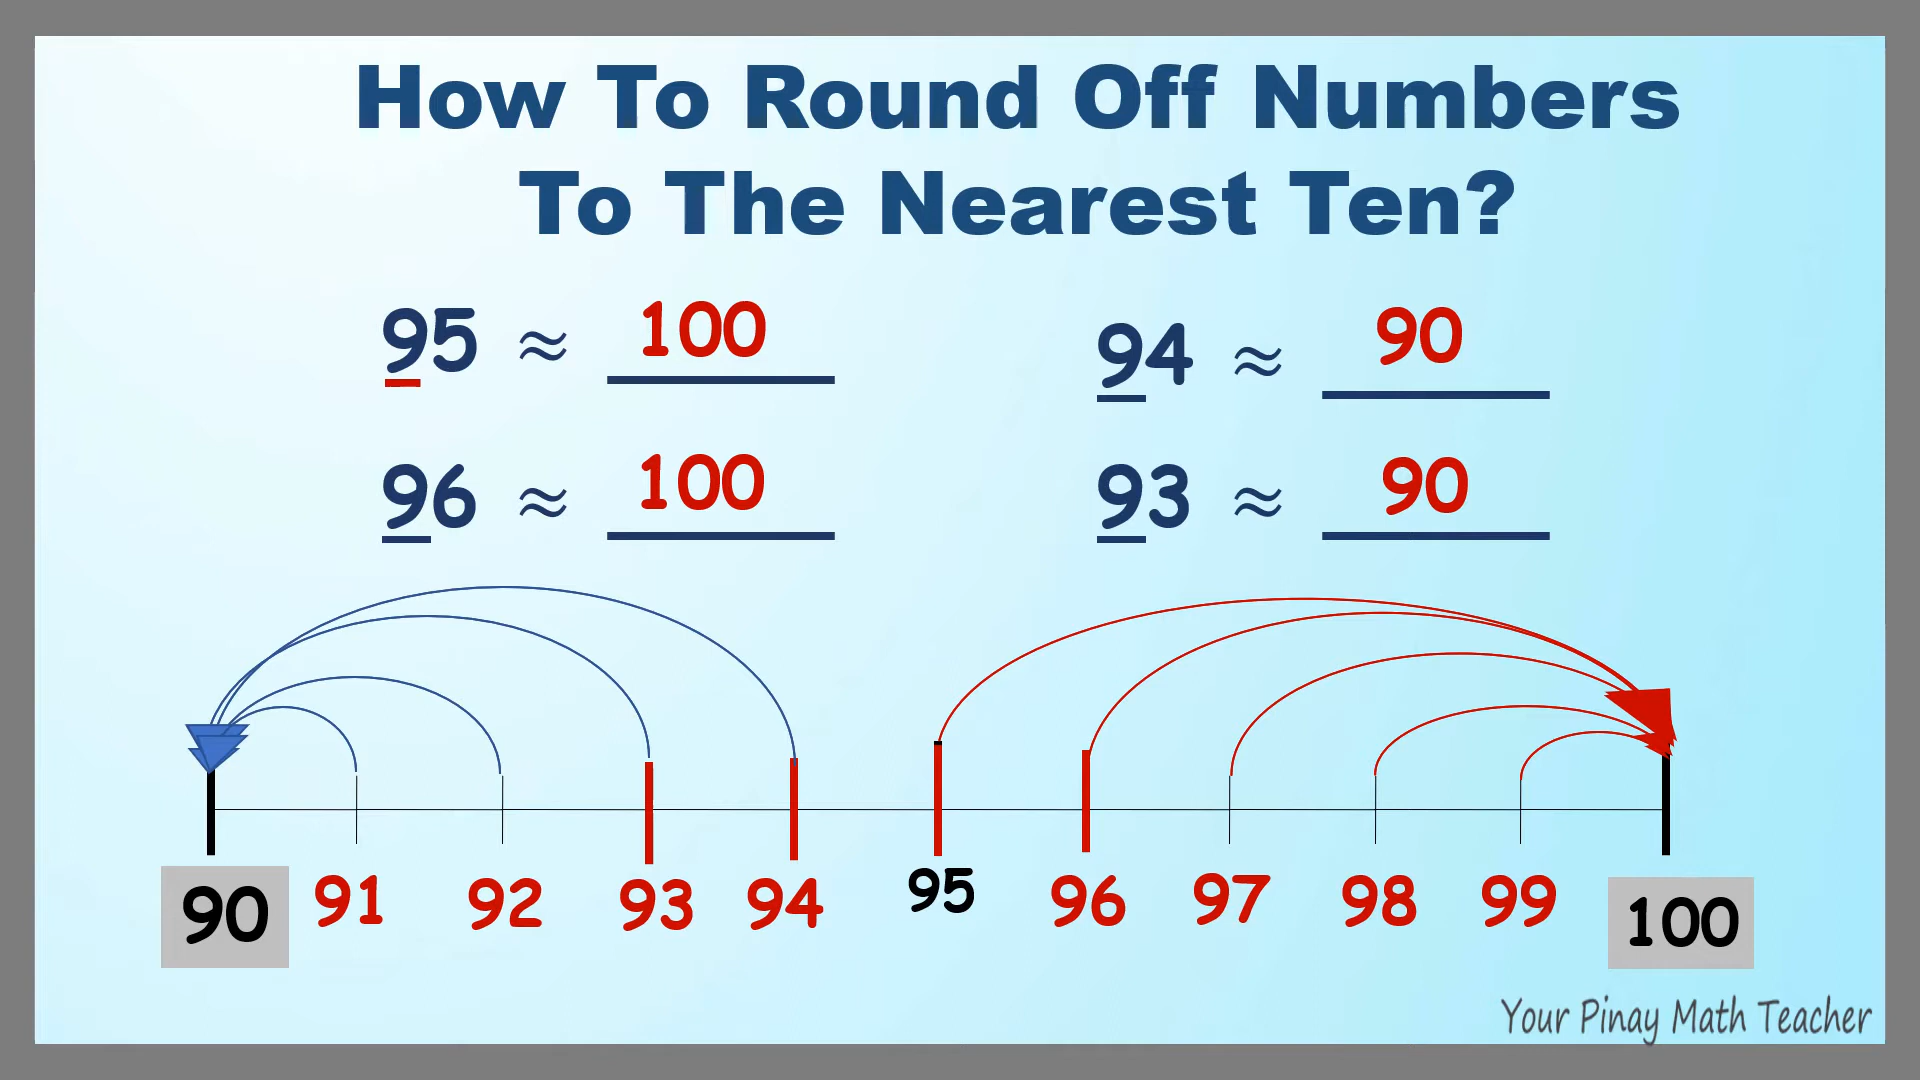 How To Round Off Numbers
To The Nearest Ten?
95 ≈ 100
94 ≈ 90
96 ≈ 100
93 ≈ 90
90 91 92 93 94 95 96 97 98 99 100
Your Pinay Math Teacher